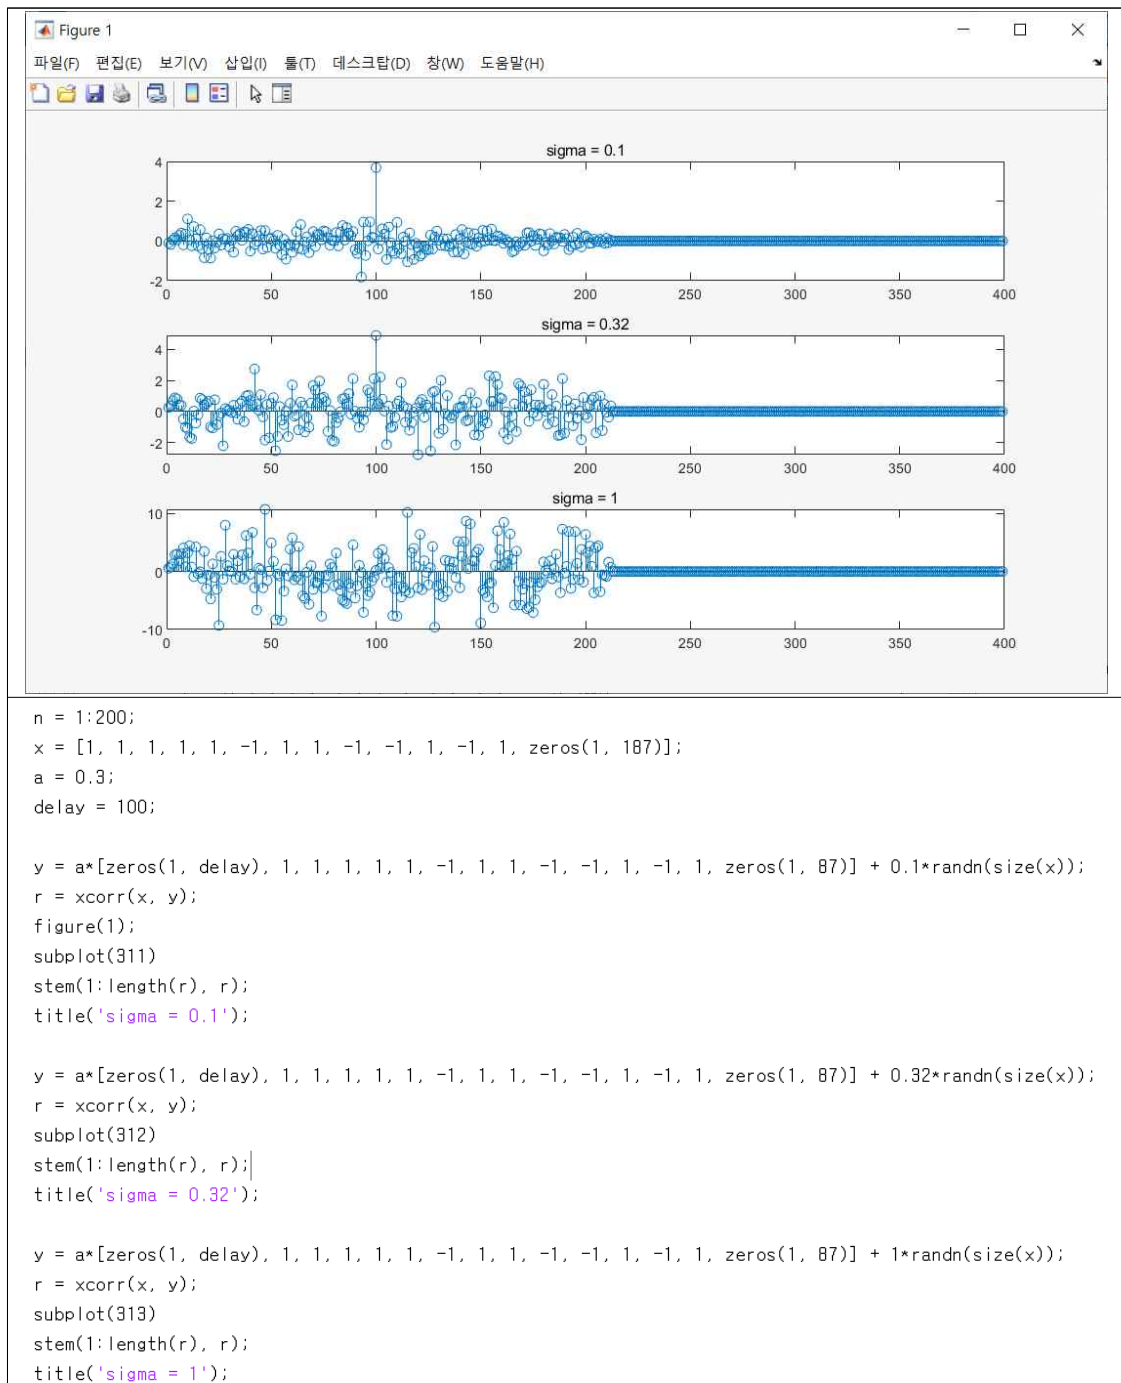 Figure 1
파일(F) 편집(E) 보기(V) 삽입(I) 툴(T) 데스크탑(D) 창(W) 도움말(H)
sigma = 0.1
4
2
0
-2
0 50 100 150 200 250 300 350 400
sigma = 0.32
4
2
0
-2
0 50 100 150 200 250 300 350 400
sigma = 1
10
0
-10
0 50 100 150 200 250 300 350 400
n = 1:200;
x = [1, 1, 1, 1, 1, -1, 1, 1, -1, -1, 1, -1, 1, zeros(1, 187)];
a = 0.3;
delay = 100;
y = a*[zeros(1, delay), 1, 1, 1, 1, 1, -1, 1, 1, -1, -1, 1, -1, 1, zeros(1, 87)] + 0.1*randn(size(x));
r = xcorr(x, y);
figure(1);
subplot(311)
stem(1:length(r), r);
title('sigma = 0.1');
y = a*[zeros(1, delay), 1, 1, 1, 1, 1, -1, 1, 1, -1, -1, 1, -1, 1, zeros(1, 87)] + 0.32*randn(size(x));
r = xcorr(x, y);
subplot(312)
stem(1:length(r), r);
title('sigma = 0.32');
y = a*[zeros(1, delay), 1, 1, 1, 1, 1, -1, 1, 1, -1, -1, 1, -1, 1, zeros(1, 87)] + 1*randn(size(x));
r = xcorr(x, y);
subplot(313)
stem(1:length(r), r);
title('sigma = 1');